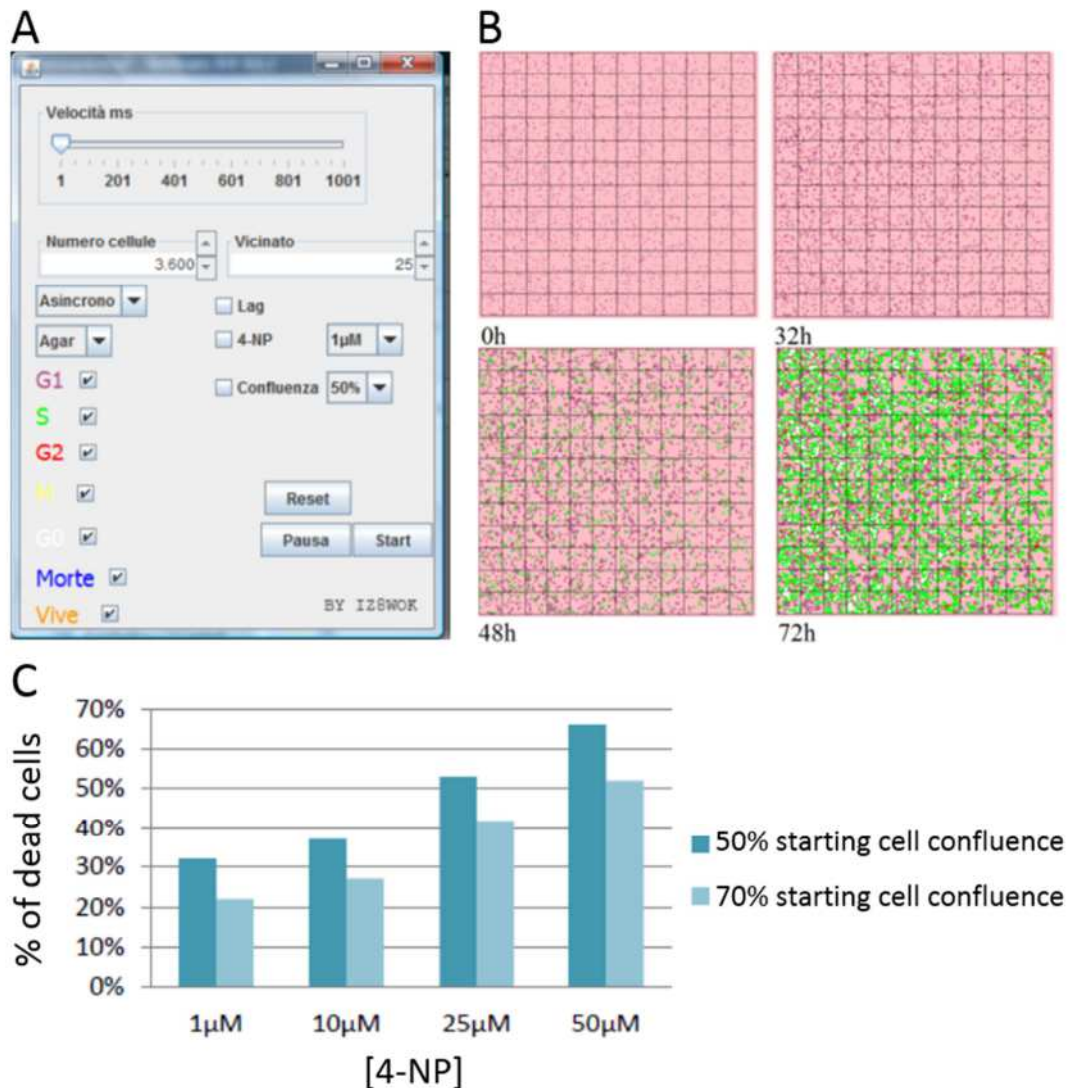 A
Velocità ms
1 201 401 601 801 1001
Numero cellule
3.600
Vicinato
25
Asincrono
Lag
Agar
4-NP
1µM
G1
Confluenza
50%
S
G2
M
Reset
G0
Pausa
Start
Morte
Vive
BY IZ8WOK
B
0h
32h
48h
72h
C
% of dead cells
70%
60%
50%
40%
30%
20%
10%
0%
1µM 10µM 25µM 50µM
[4-NP]
50% starting cell confluence
70% starting cell confluence